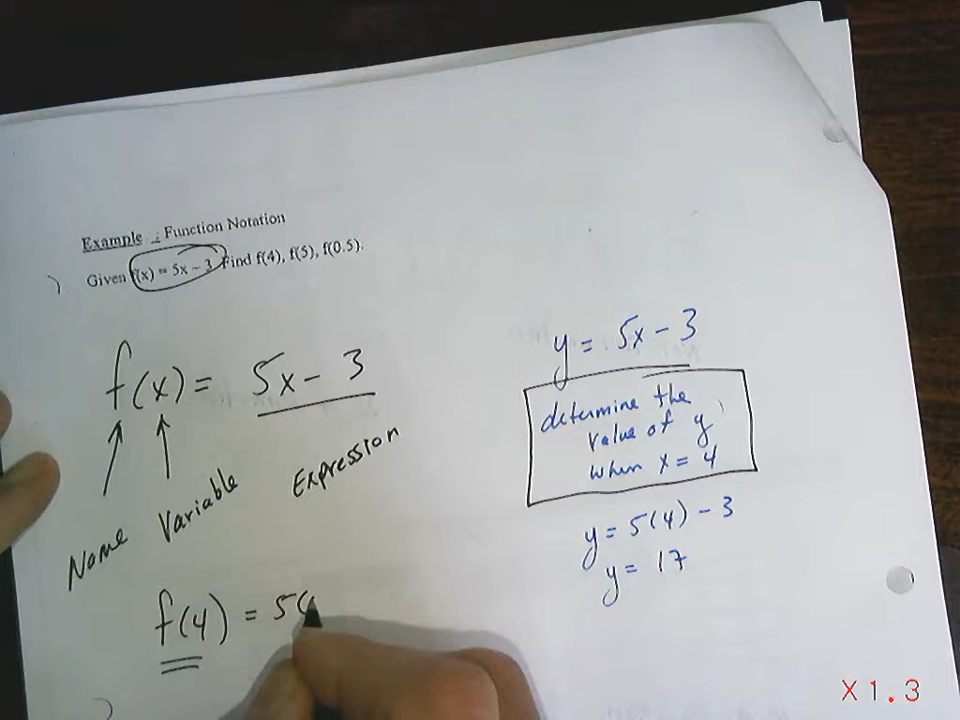 Example : Function Notation
) Given f(x) = 5x – 3 Find f(4), f(5), f(0.5).
f(x) = 5x - 3
Name Variable Expression
f(4) = 5(
y = 5x - 3
determine the
value of y
when x = 4
y = 5(4) - 3
y = 17
)
X1.3